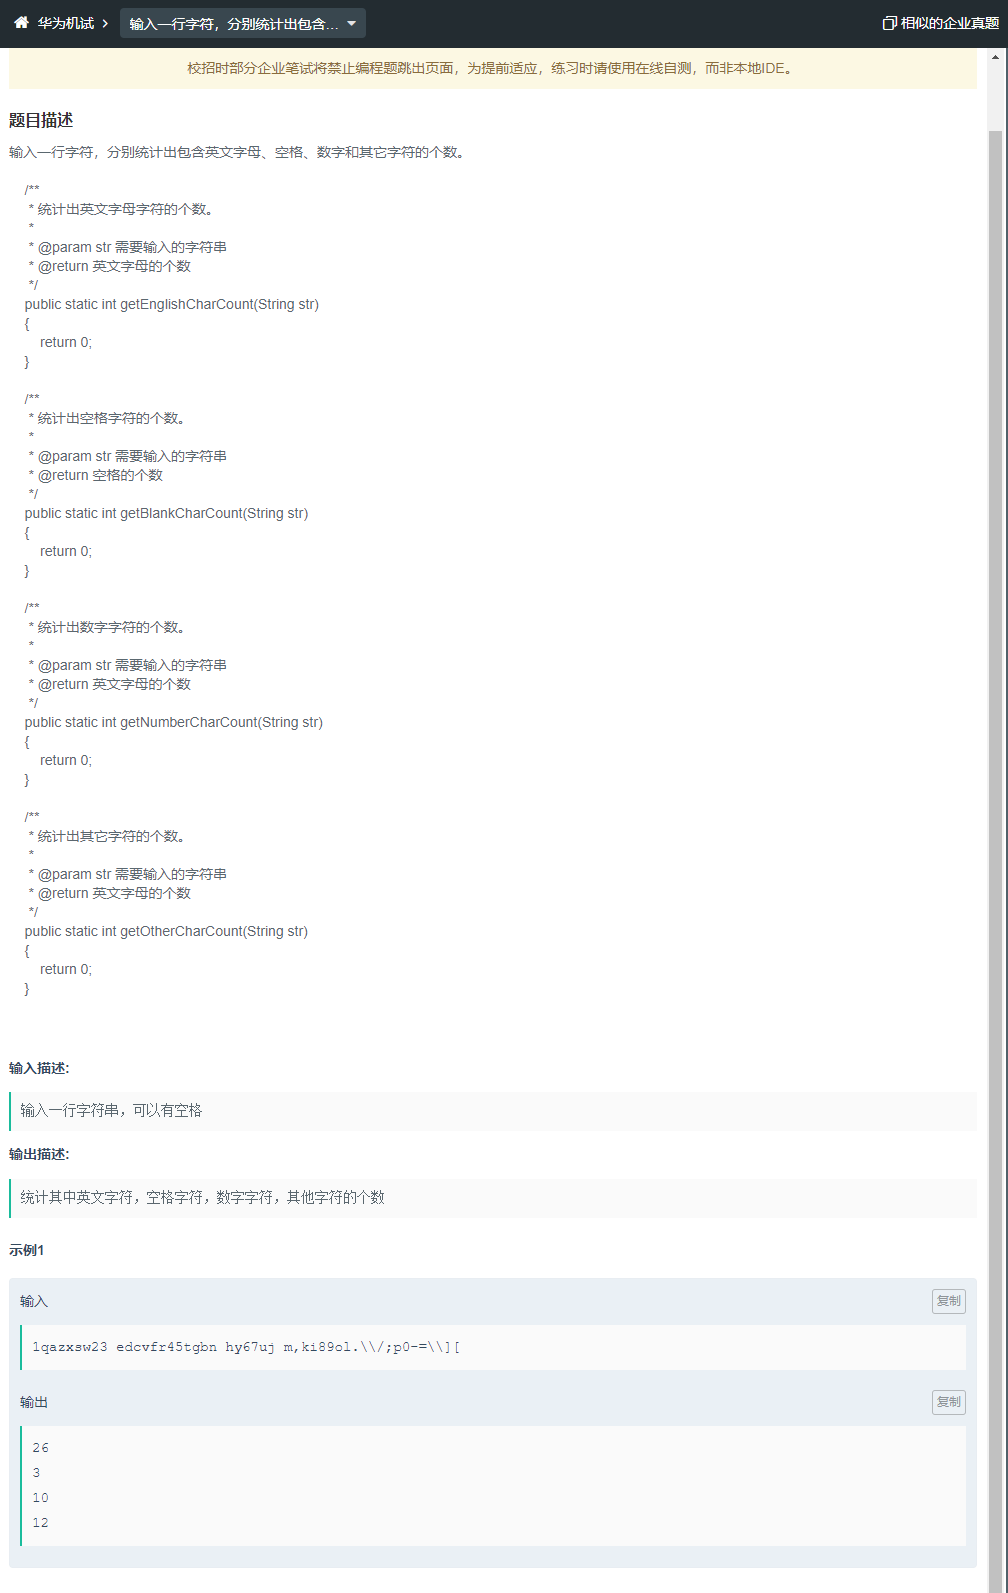 华为机试 > 输入一行字符，分别统计出包含... 相似的企业真题
校招时部分企业笔试将禁止编程题跳出页面，为提前适应，练习时请使用在线自测，而非本地IDE。
题目描述
输入一行字符，分别统计出包含英文字母、空格、数字和其它字符的个数。
/**
* 统计出英文字母字符的个数。
*
* @param str 需要输入的字符串
* @return 英文字母的个数
*/
public static int getEnglishCharCount(String str)
{
return 0;
}
/**
* 统计出空格字符的个数。
*
* @param str 需要输入的字符串
* @return 空格的个数
*/
public static int getBlankCharCount(String str)
{
return 0;
}
/**
* 统计出数字字符的个数。
*
* @param str 需要输入的字符串
* @return 英文字母的个数
*/
public static int getNumberCharCount(String str)
{
return 0;
}
/**
* 统计出其它字符的个数。
*
* @param str 需要输入的字符串
* @return 英文字母的个数
*/
public static int getOtherCharCount(String str)
{
return 0;
}
输入描述:
输入一行字符串，可以有空格
输出描述:
统计其中英文字符，空格字符，数字字符，其他字符的个数
示例1
输入 复制
1qazxsw23 edcvfr45tgbn hy67uj m,ki89ol.\\/;p0-=\\][
输出 复制
26
3
10
12